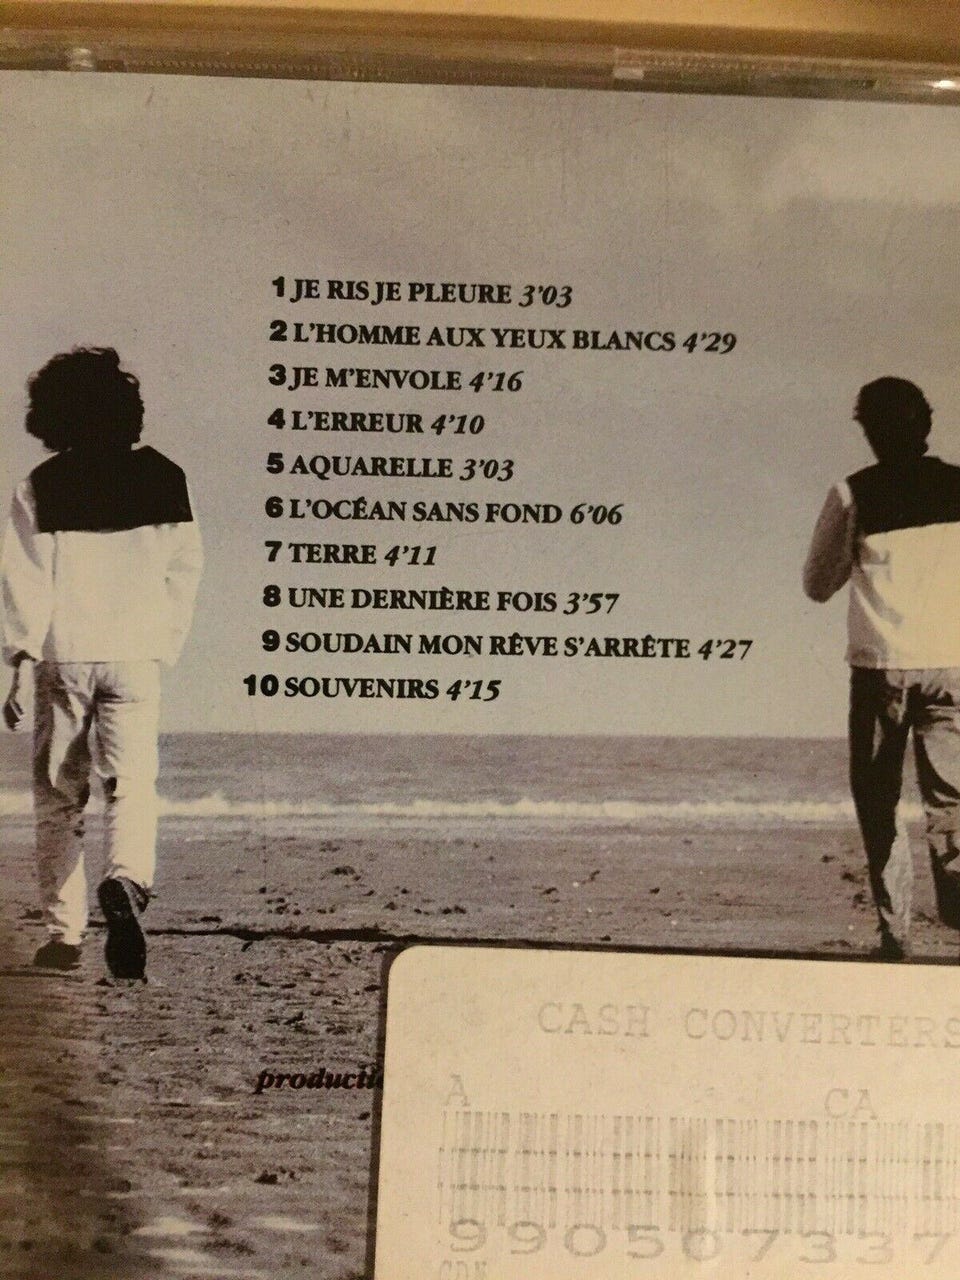 1 JE RIS JE PLEURE 3'03
2 L'HOMME AUX YEUX BLANCS 4'29
3 JE M'ENVOLE 4'16
4 L'ERREUR 4'10
5 AQUARELLE 3'03
6 L'OCÉAN SANS FOND 6'06
7 TERRE 4'11
8 UNE DERNIÈRE FOIS 3'57
9 SOUDAIN MON RÊVE S'ARRÊTE 4'27
10 SOUVENIRS 4'15
CASH CONVERTERS
producti
A CA
990507337